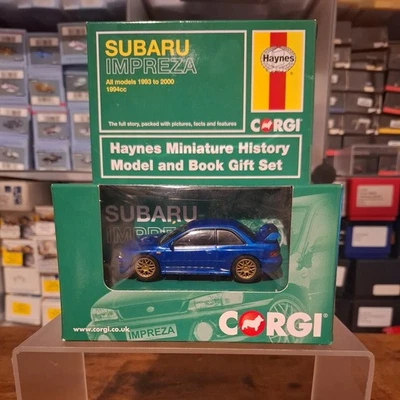 SUBARU
IMPREZA
All models 1993 to 2000
1994cc
Haynes
The full story, packed with pictures, facts and features
CORGI
Haynes Miniature History
Model and Book Gift Set
SUBARU
IMPREZA
www.corgi.co.uk
IMPREZA
CORGI